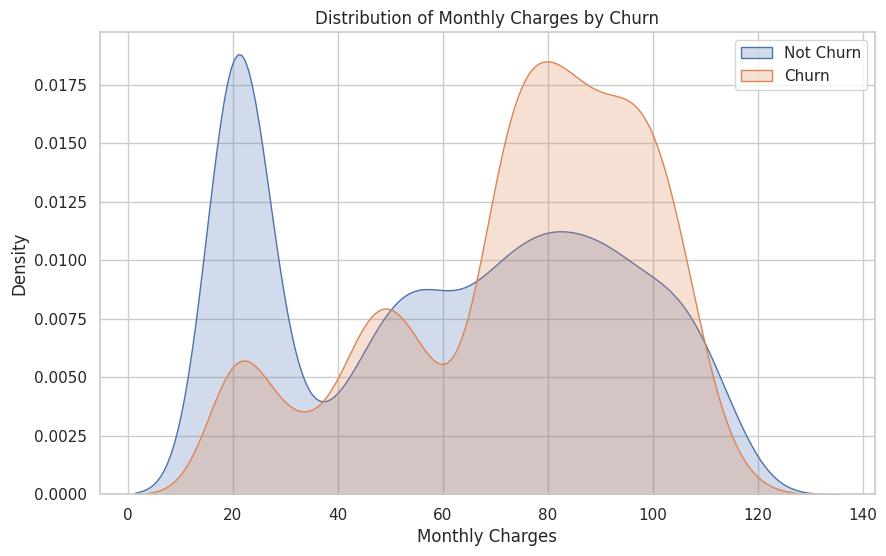 Distribution of Monthly Charges by Churn
Not Churn
Churn
Density
0.0175
0.0150
0.0125
0.0100
0.0075
0.0050
0.0025
0.0000
0 20 40 60 80 100 120 140
Monthly Charges